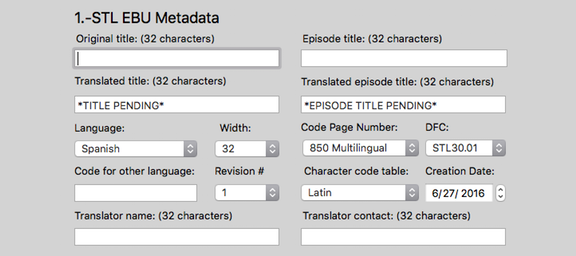 1.-STL EBU Metadata
Original title: (32 characters) Episode title: (32 characters)
Translated title: (32 characters) Translated episode title: (32 characters)
*TITLE PENDING* *EPISODE TITLE PENDING*
Language: Width: Code Page Number: DFC:
Spanish 32 850 Multilingual STL30.01
Code for other language: Revision # Character code table: Creation Date:
1 Latin 6/27/ 2016
Translator name: (32 characters) Translator contact: (32 characters)